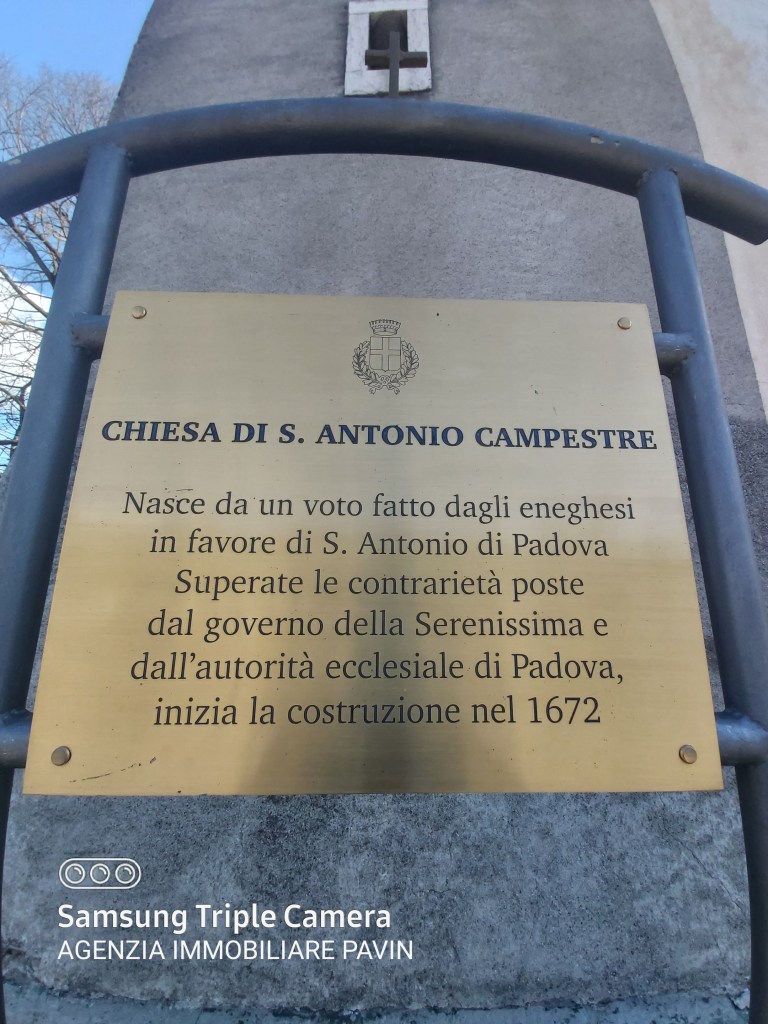 CHIESA DI S. ANTONIO CAMPESTRE
Nasce da un voto fatto dagli eneghesi
in favore di S. Antonio di Padova
Superate le contrarietà poste
dal governo della Serenissima e
dall'autorità ecclesiale di Padova,
inizia la costruzione nel 1672
Samsung Triple Camera
AGENZIA IMMOBILIARE PAVIN